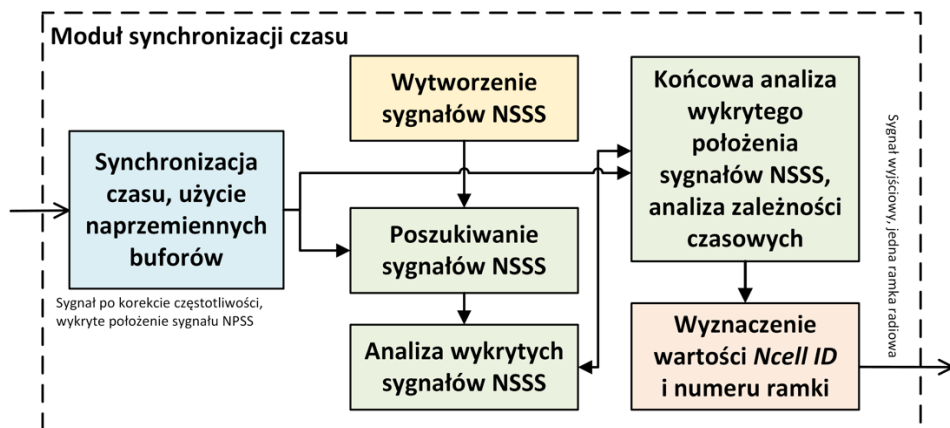 Moduł synchronizacji czasu
Synchronizacja
czasu, użycie
naprzemiennych
buforów
Sygnał po korekcie częstotliwości,
wykryte położenie sygnału NPSS
Wytworzenie
sygnałów NSSS
Poszukiwanie
sygnałów NSSS
Analiza wykrytych
sygnałów NSSS
Końcowa analiza
wykrytego
położenia
sygnałów NSSS,
analiza zależności
czasowych
Wyznaczenie
wartości Ncell ID
i numeru ramki
Sygnał wyjściowy, jedna ramka radiowa